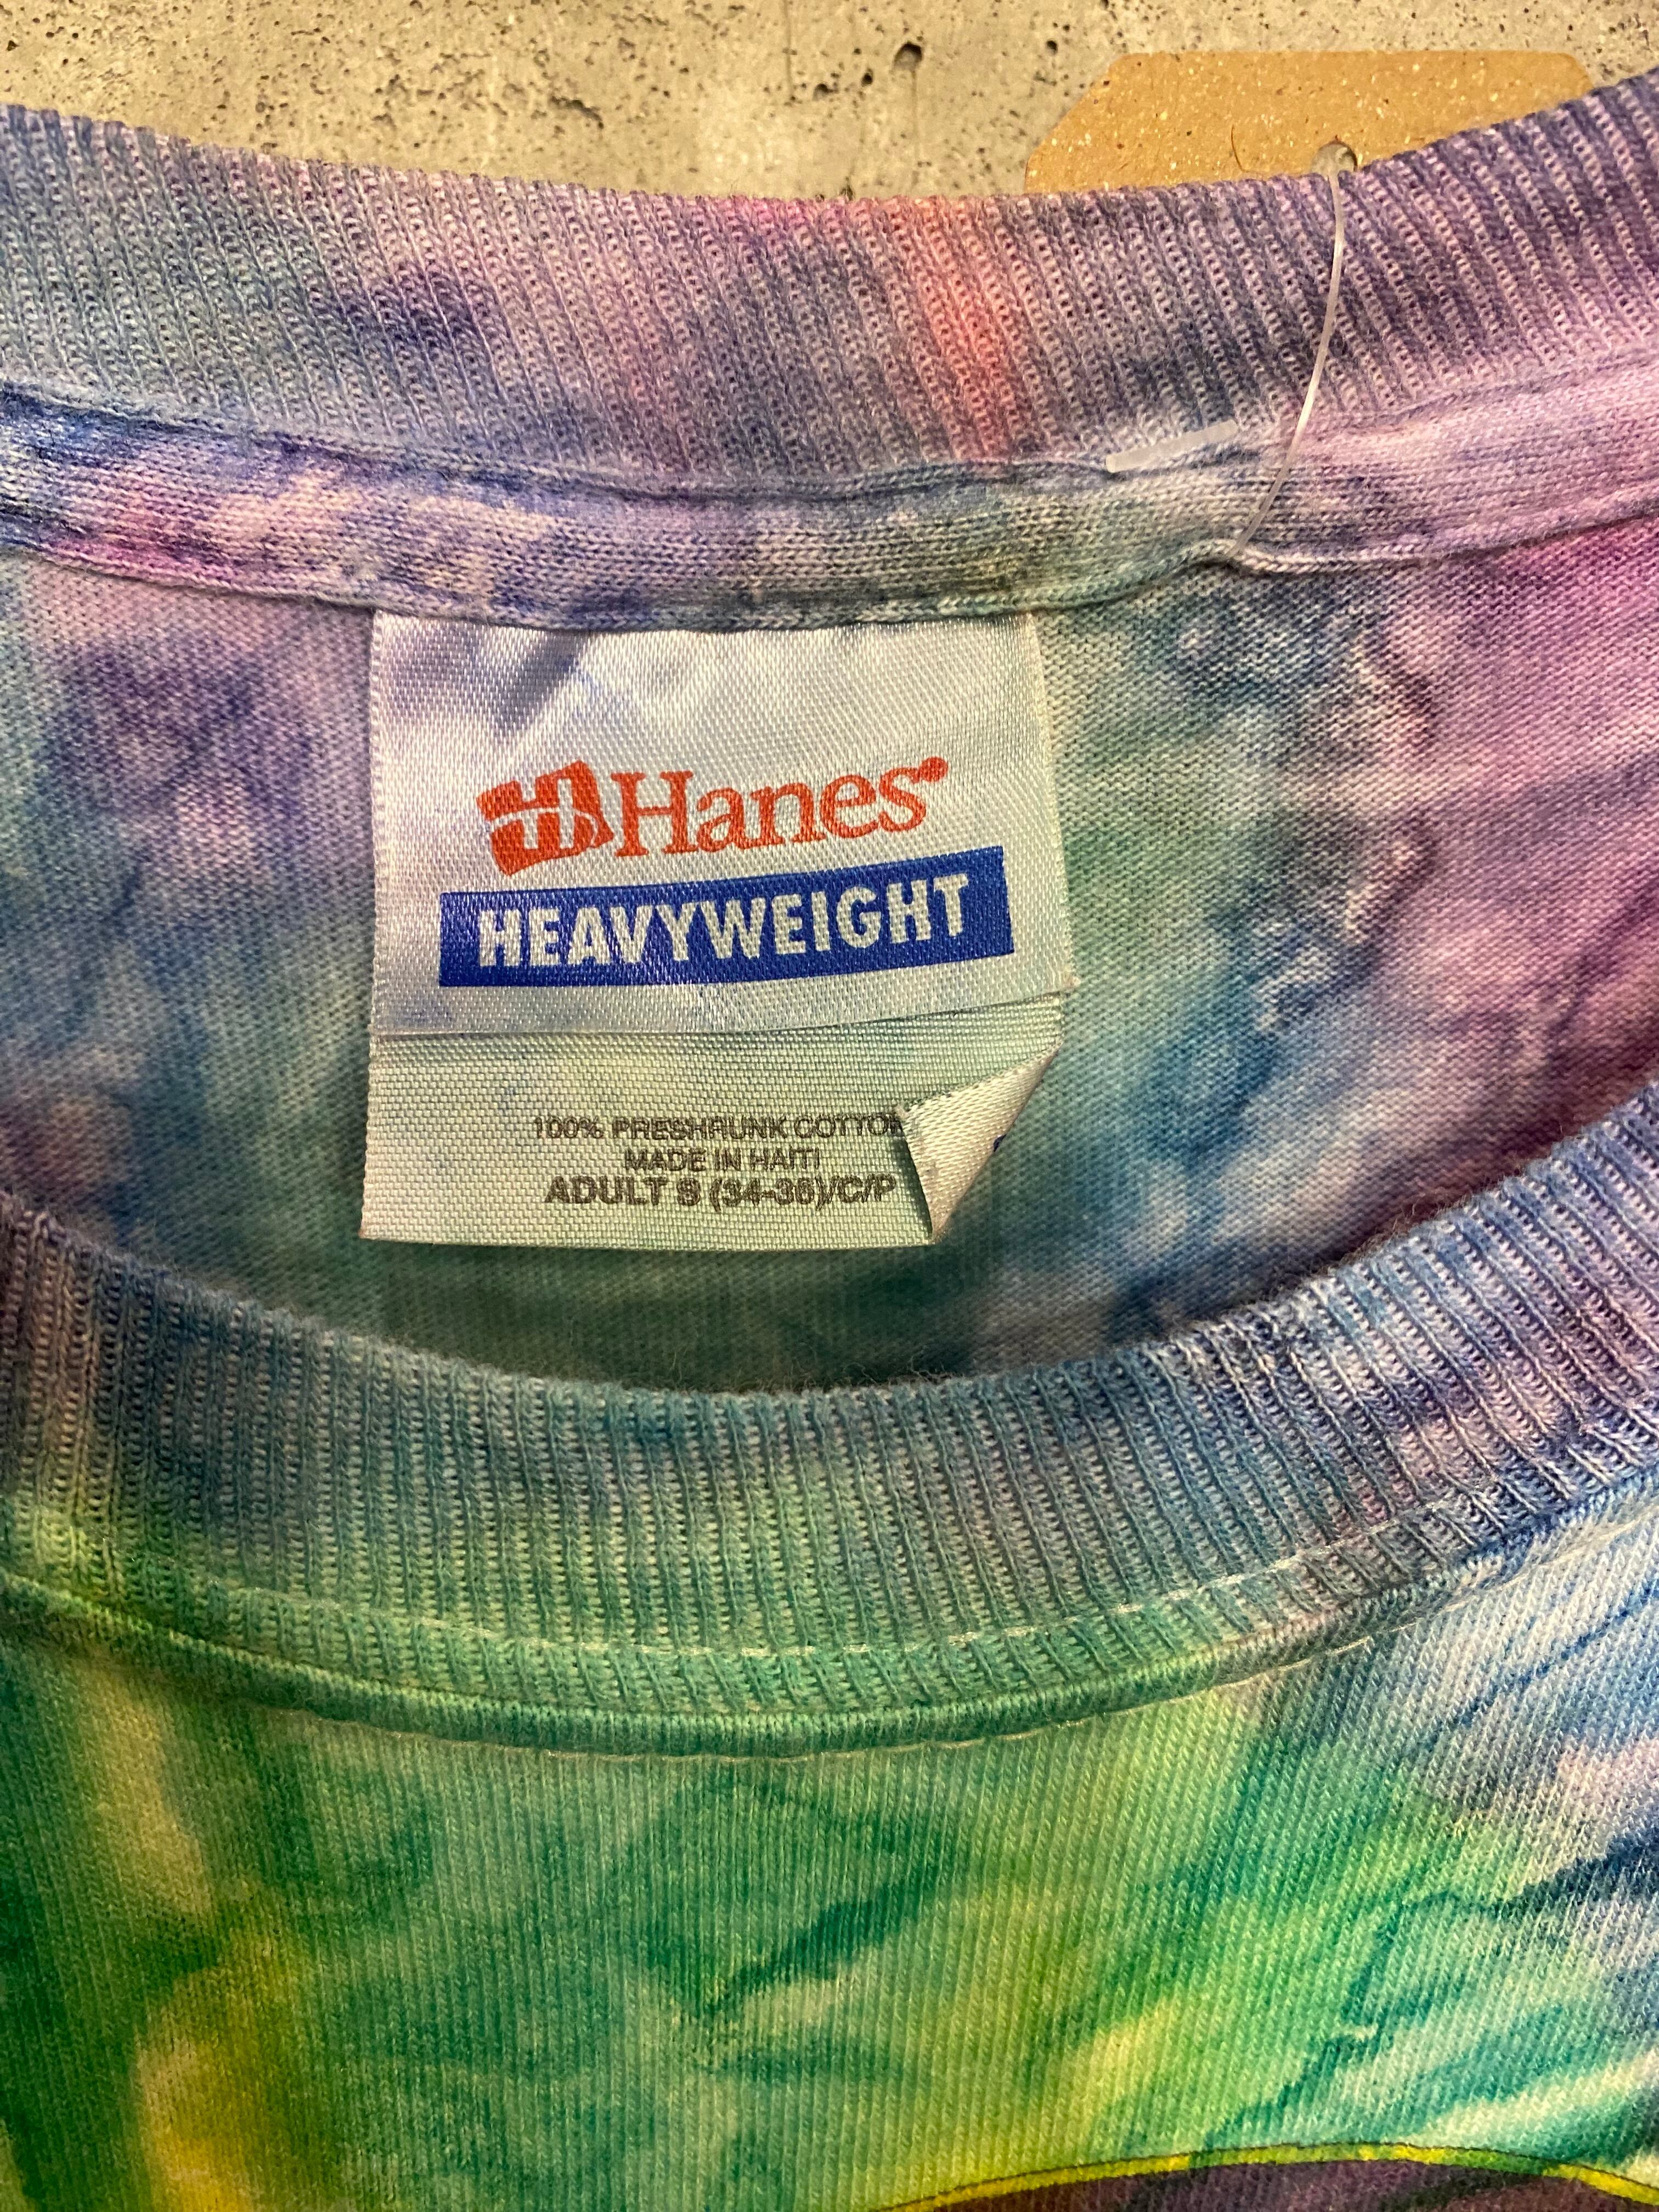 Hanes
HEAVYWEIGHT
100% PRESHRUNK COTTON
MADE IN HAITI
ADULT S (34-36)/C/P